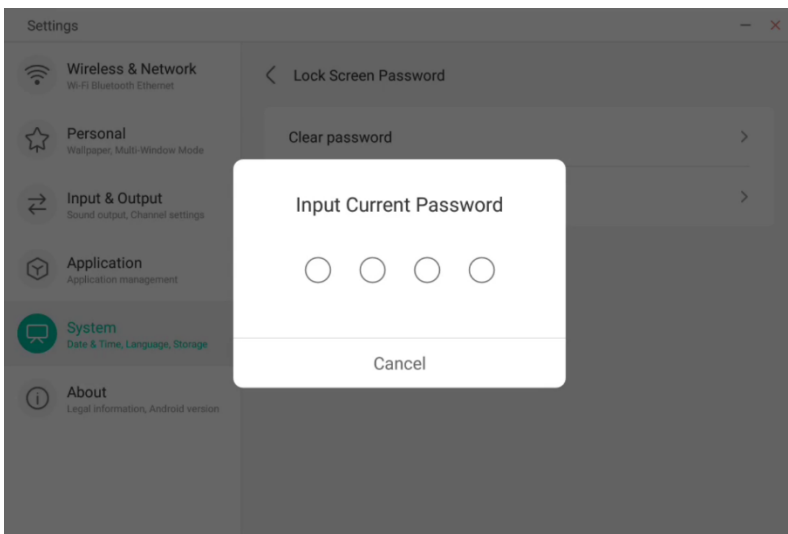 Settings
Wireless & Network
Wi-Fi Bluetooth Ethernet
Lock Screen Password
Personal
Wallpaper, Multi-Window Mode
Clear password
Input & Output
Sound output, Channel settings
Input Current Password
Application
Application management
System
Date & Time, Language, Storage
Cancel
About
Legal information, Android version